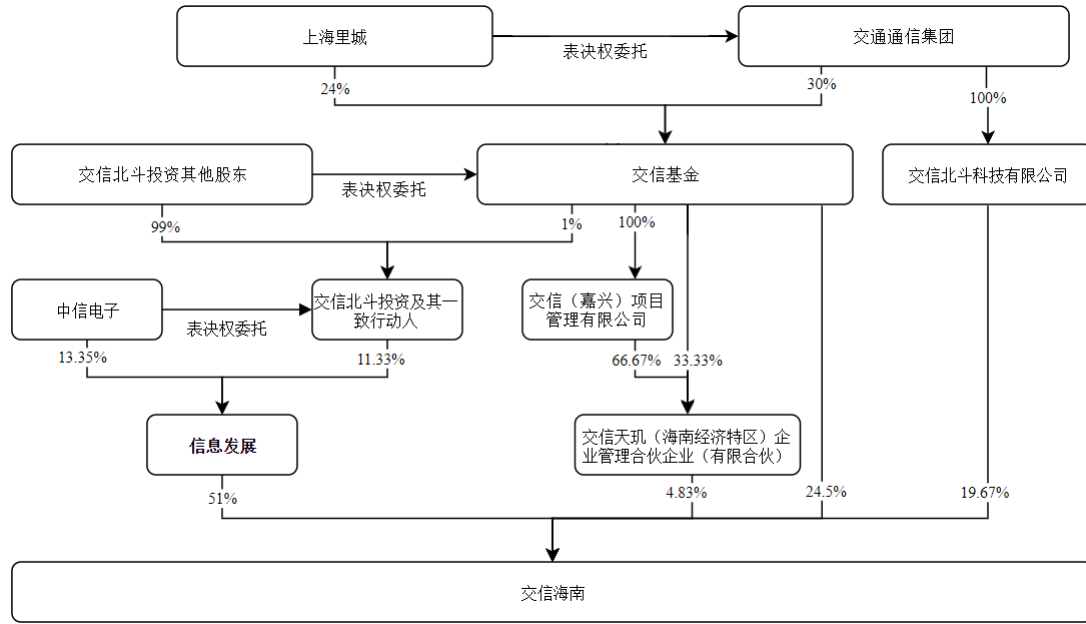 上海里城
表决权委托
交通通信集团
24%
30%
100%
交信北斗投资其他股东
表决权委托
交信基金
交信北斗科技有限公司
99%
1%
100%
中信电子
表决权委托
交信北斗投资及其一
致行动人
交信（嘉兴）项目
管理有限公司
13.35%
11.33%
66.67%
33.33%
信息发展
交信天玑（海南经济特区）企
业管理合伙企业（有限合伙）
51%
4.83%
24.5%
19.67%
交信海南